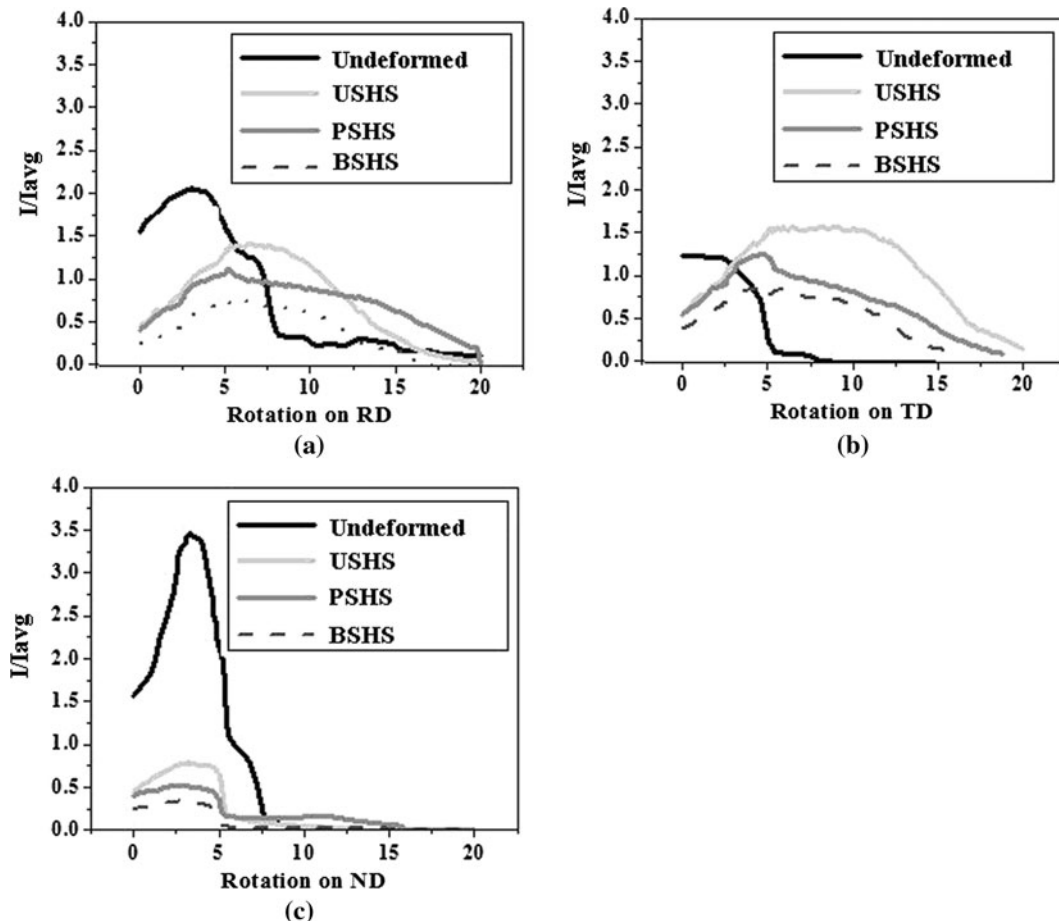 4.0
3.5
3.0
2.5
2.0
1.5
1.0
0.5
0.0
I/Iavg
Undeformed
USHS
PSHS
BSHS
0 5 10 15 20
Rotation on RD
(a)
4.0
3.5
3.0
2.5
2.0
1.5
1.0
0.5
0.0
I/Iavg
Undeformed
USHS
PSHS
BSHS
0 5 10 15 20
Rotation on TD
(b)
4.0
3.5
3.0
2.5
2.0
1.5
1.0
0.5
0.0
I/Iavg
Undeformed
USHS
PSHS
BSHS
0 5 10 15 20
Rotation on ND
(c)